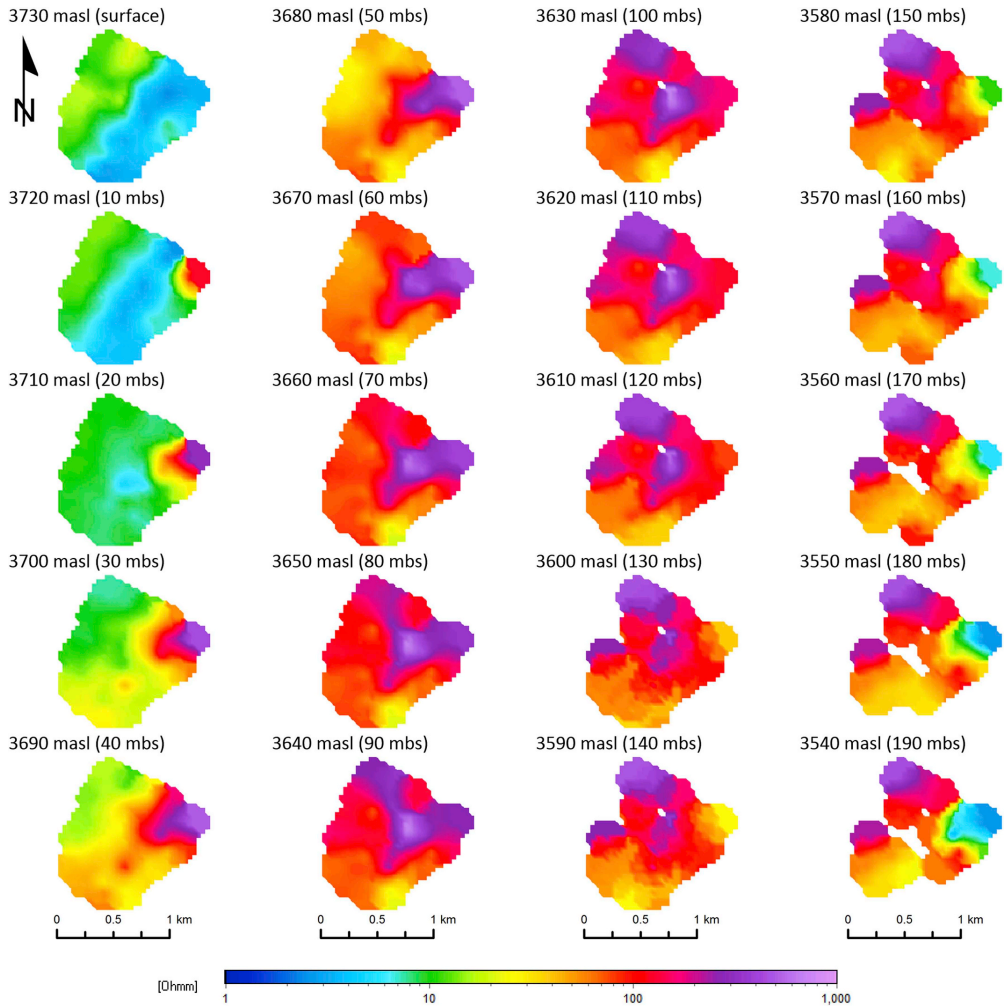 3730 masl (surface)
3680 masl (50 mbs)
3630 masl (100 mbs)
3580 masl (150 mbs)
N
3720 masl (10 mbs)
3670 masl (60 mbs)
3620 masl (110 mbs)
3570 masl (160 mbs)
3710 masl (20 mbs)
3660 masl (70 mbs)
3610 masl (120 mbs)
3560 masl (170 mbs)
3700 masl (30 mbs)
3650 masl (80 mbs)
3600 masl (130 mbs)
3550 masl (180 mbs)
3690 masl (40 mbs)
3640 masl (90 mbs)
3590 masl (140 mbs)
3540 masl (190 mbs)
0 0.5 1 km
0 0.5 1 km
0 0.5 1 km
0 0.5 1 km
[Ohmm]
1 10 100 1,000